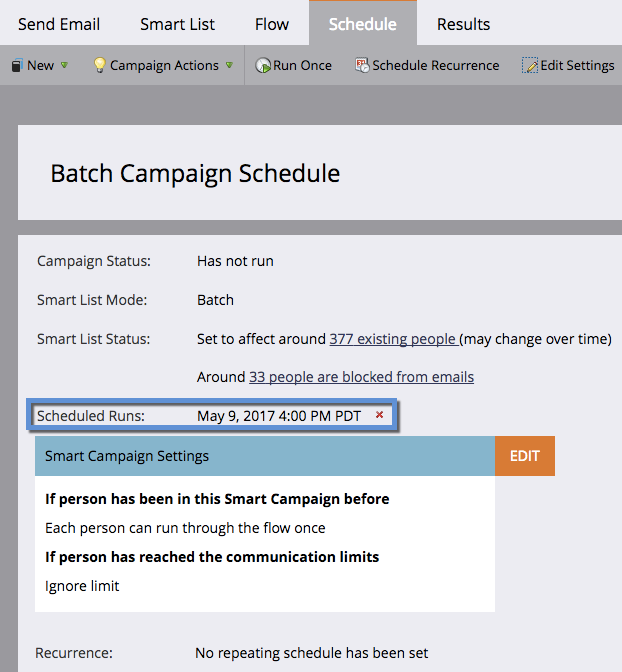 Send Email Smart List Flow Schedule Results
New Campaign Actions Run Once Schedule Recurrence Edit Settings
Batch Campaign Schedule
Campaign Status: Has not run
Smart List Mode: Batch
Smart List Status: Set to affect around 377 existing people (may change over time)
Around 33 people are blocked from emails
Scheduled Runs: May 9, 2017 4:00 PM PDT
Smart Campaign Settings EDIT
If person has been in this Smart Campaign before
Each person can run through the flow once
If person has reached the communication limits
Ignore limit
Recurrence: No repeating schedule has been set